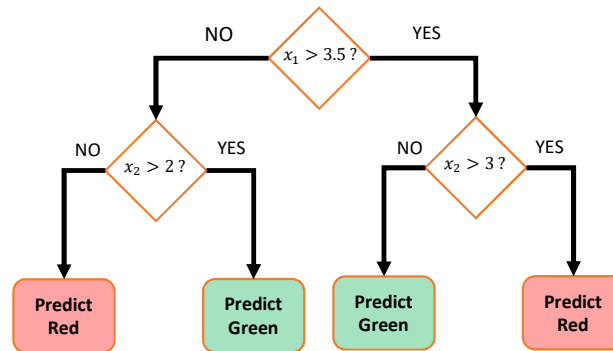 NO
YES
x₁ > 3.5 ?
NO
YES
NO
YES
x₂ > 2 ?
x₂ > 3 ?
Predict
Red
Predict
Green
Predict
Green
Predict
Red